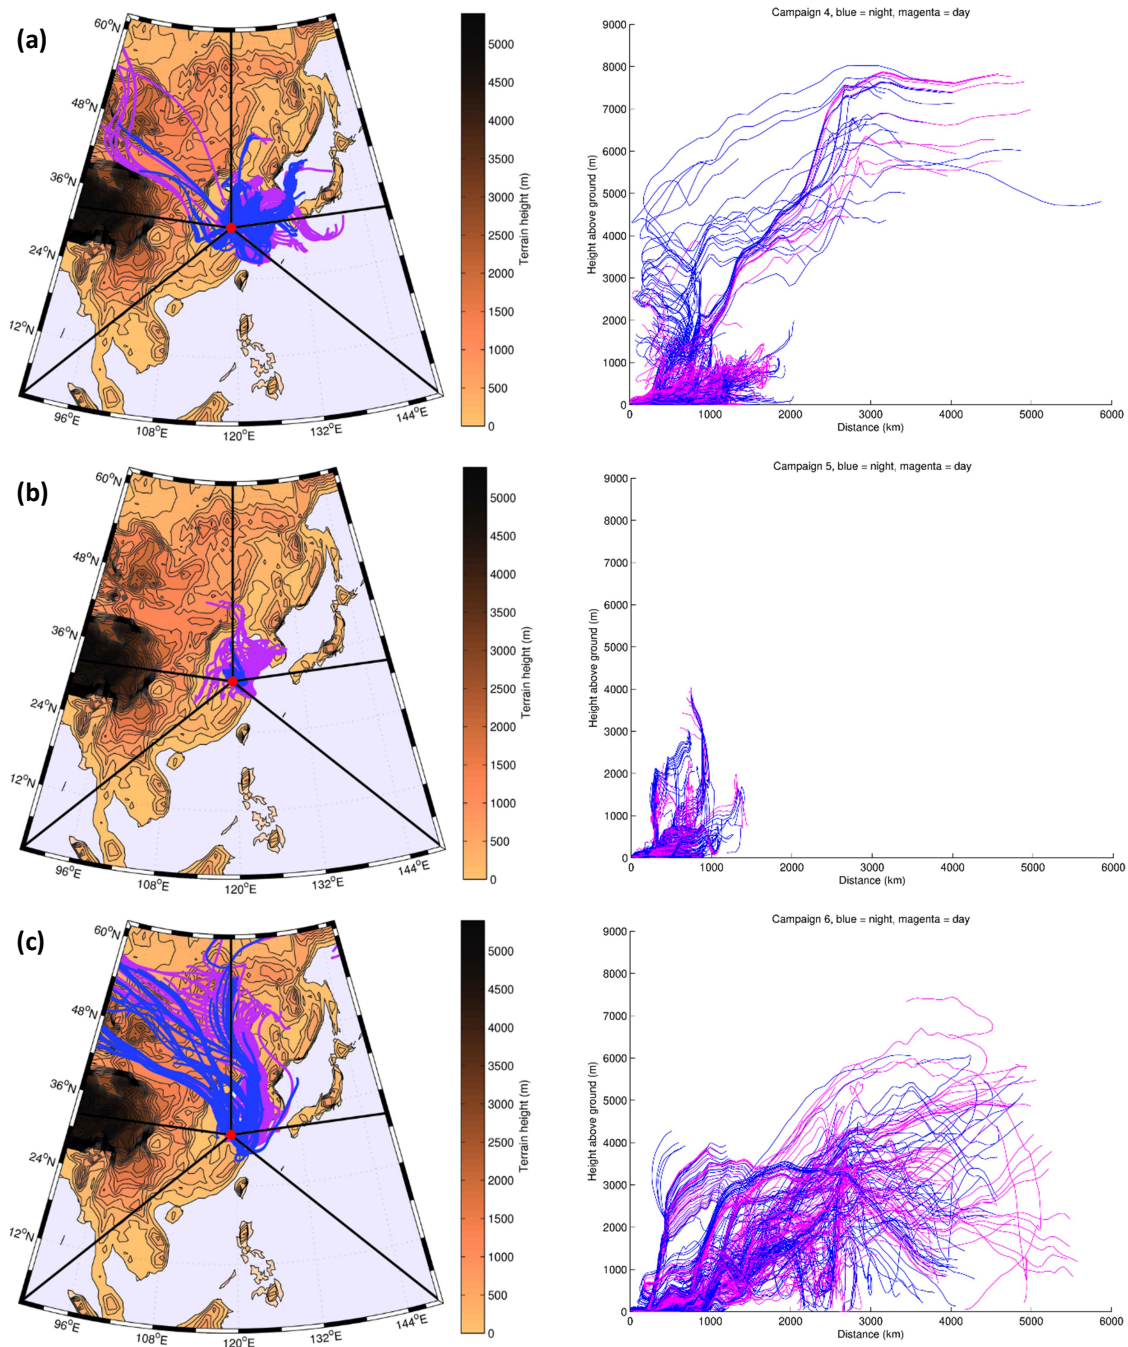 (a)
60°N
48°N
36°N
24°N
12°N
96°E
108°E
120°E
132°E
144°E
5000
4500
4000
3500
3000
2500
2000
1500
1000
500
0
Terrain height (m)
Campaign 4, blue = night, magenta = day
9000
8000
7000
6000
5000
4000
3000
2000
1000
0
Height above ground (m)
0 1000 2000 3000 4000 5000 6000
Distance (km)
(b)
60°N
48°N
36°N
24°N
12°N
96°E
108°E
120°E
132°E
144°E
5000
4500
4000
3500
3000
2500
2000
1500
1000
500
0
Terrain height (m)
Campaign 5, blue = night, magenta = day
9000
8000
7000
6000
5000
4000
3000
2000
1000
0
Height above ground (m)
0 1000 2000 3000 4000 5000 6000
Distance (km)
(c)
60°N
48°N
36°N
24°N
12°N
96°E
108°E
120°E
132°E
144°E
5000
4500
4000
3500
3000
2500
2000
1500
1000
500
0
Terrain height (m)
Campaign 6, blue = night, magenta = day
9000
8000
7000
6000
5000
4000
3000
2000
1000
0
Height above ground (m)
0 1000 2000 3000 4000 5000 6000
Distance (km)